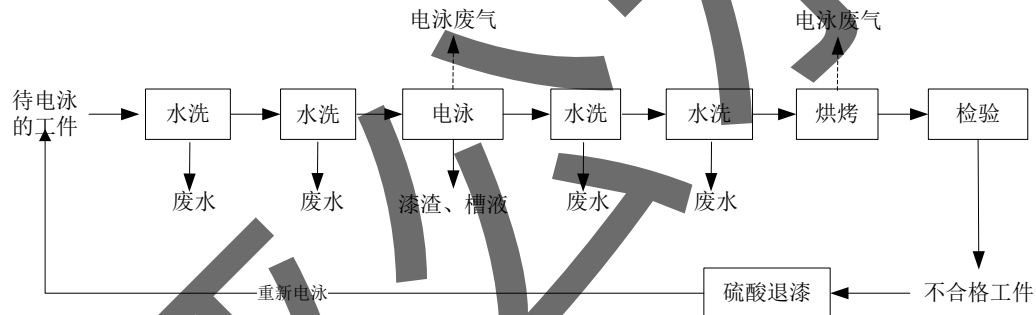 电泳废气
电泳废气
待电泳
的工件
水洗
水洗
电泳
水洗
水洗
烘烤
检验
废水
废水
漆渣、槽液
废水
废水
重新电泳
硫酸退漆
不合格工件